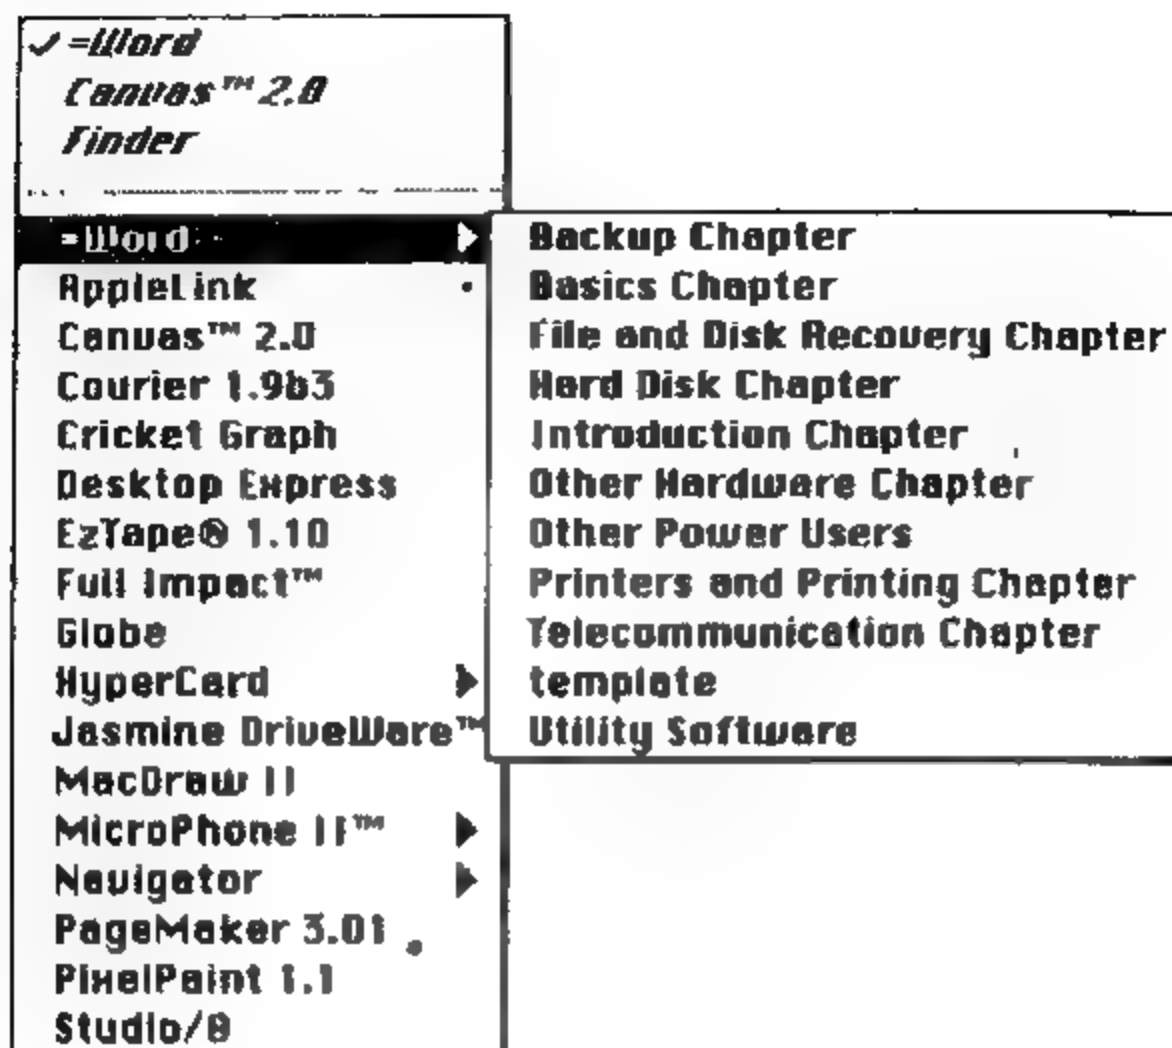 ✓ =Word
Canvas™ 2.0
Finder
=Word
AppleLink
Canvas™ 2.0
Courier 1.9b3
Cricket Graph
Desktop Express
EzTape® 1.10
Full Impact™
Globe
HyperCard
Jasmine DriveWare™
MacDraw II
MicroPhone II™
Navigator
PageMaker 3.01
PixelPaint 1.1
Studio/8
Backup Chapter
Basics Chapter
File and Disk Recovery Chapter
Hard Disk Chapter
Introduction Chapter
Other Hardware Chapter
Other Power Users
Printers and Printing Chapter
Telecommunication Chapter
template
Utility Software